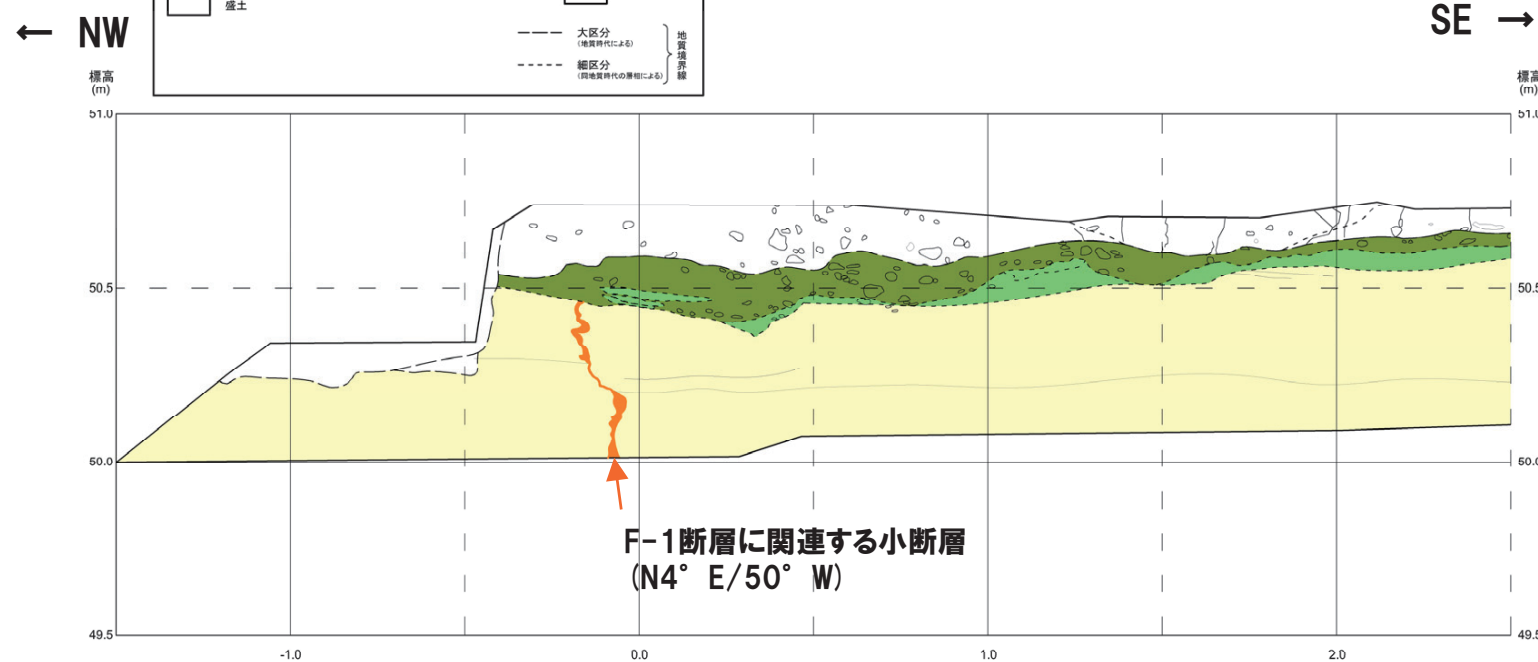 盛土
大区分
(地質時代による)
細区分
(同地質時代の層相による)
地質境界線
← NW
SE →
標高
(m)
標高
(m)
51.0
51.0
50.5
50.5
50.0
50.0
49.5
49.5
F-1断層に関連する小断層
(N4° E/50° W)
-1.0
0.0
1.0
2.0